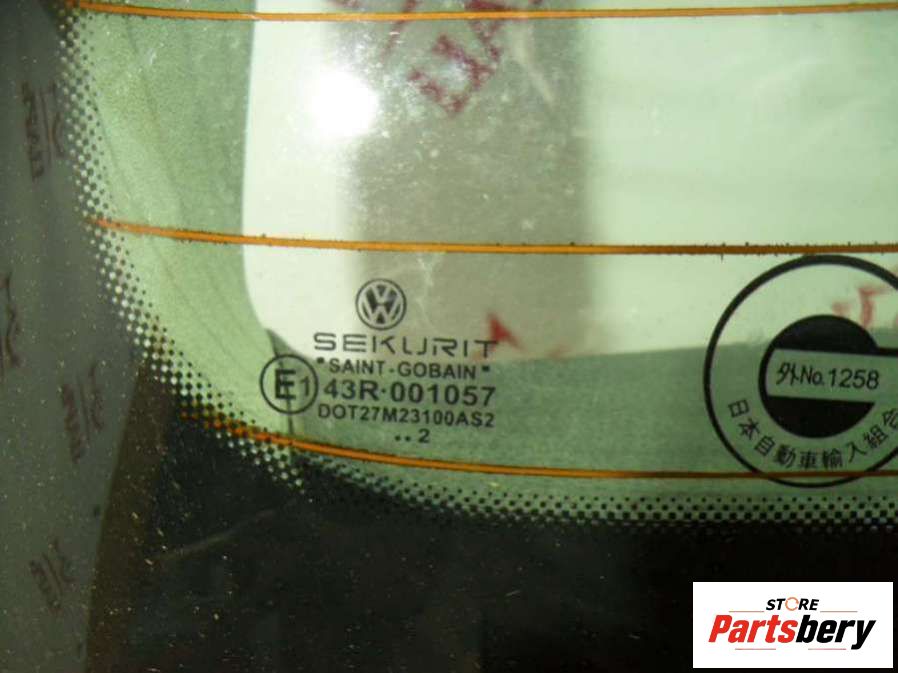 SEKURIT
"SAINT-GOBAIN"
E1 43R-001057
DOT27M23100AS2
..2
外No.1258
日本自動車輸入組合
STORE
Partsbery